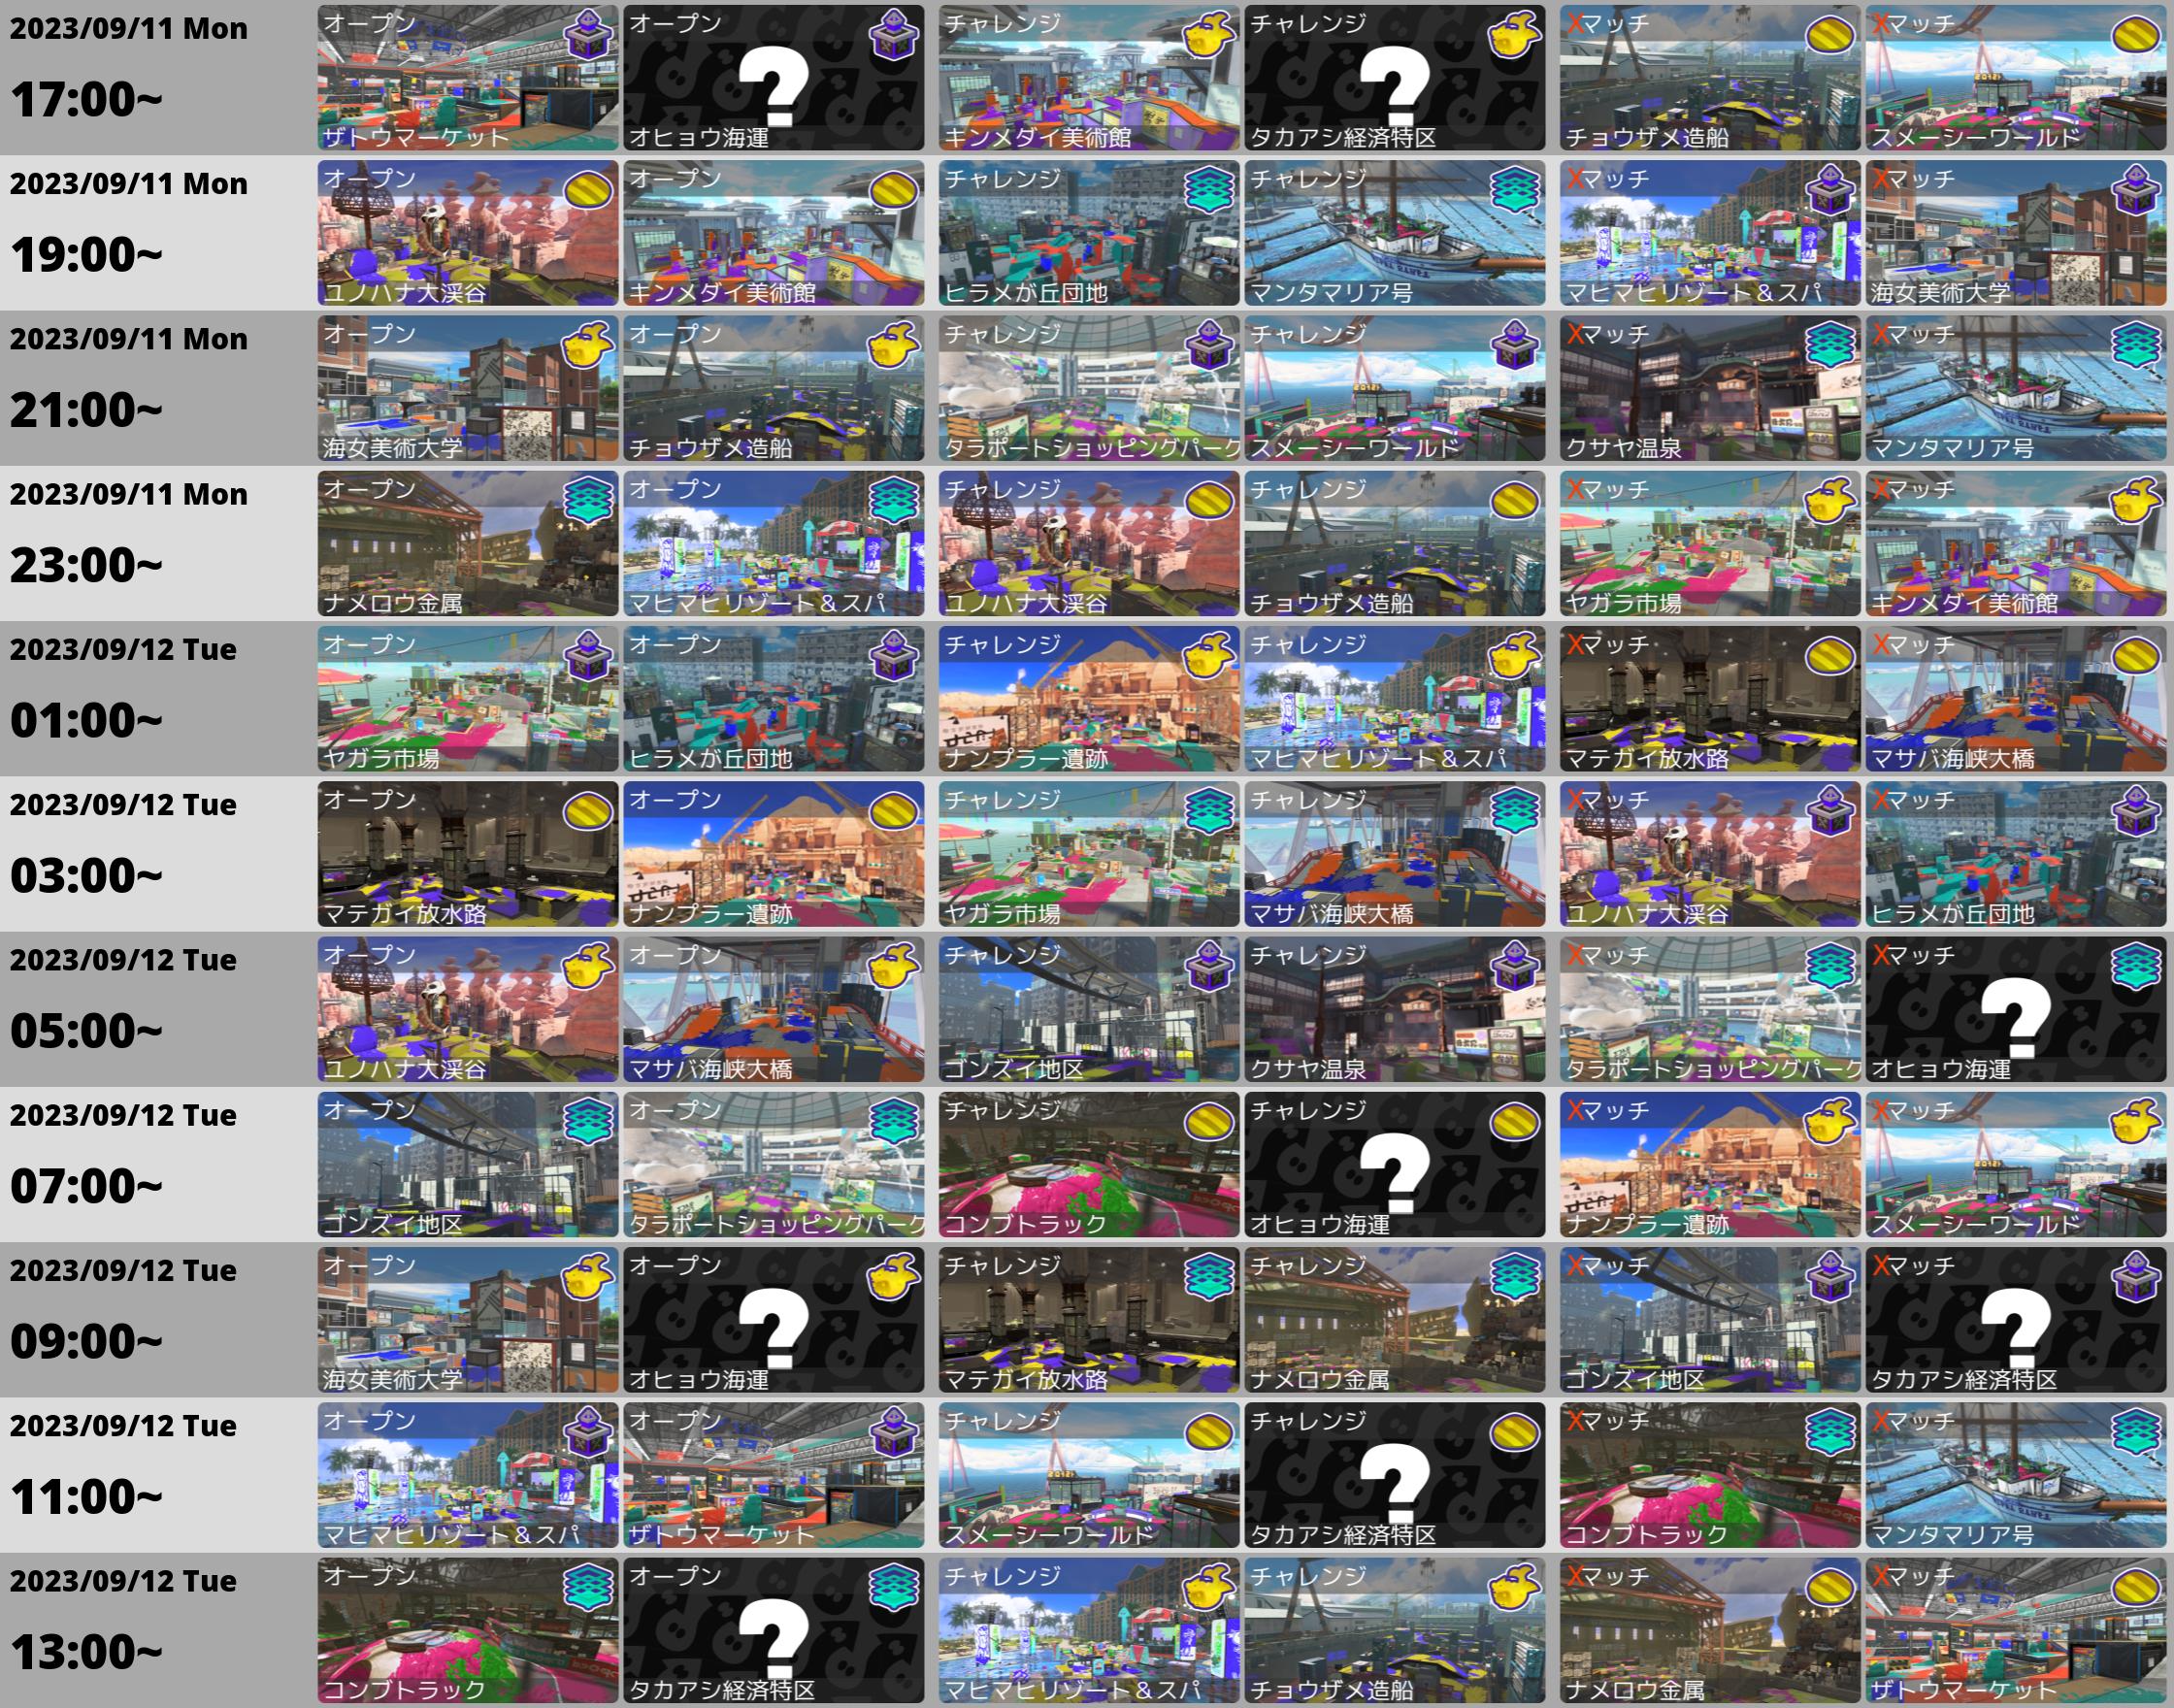 2023/09/11 Mon
17:00~
オープン
ザトウマーケット
オープン
オヒョウ海運
チャレンジ
キンメダイ美術館
チャレンジ
タカアシ経済特区
Xマッチ
チョウザメ造船
Xマッチ
スメーシーワールド
2023/09/11 Mon
19:00~
オープン
ユノハナ大渓谷
オープン
キンメダイ美術館
チャレンジ
ヒラメが丘団地
チャレンジ
マンタマリア号
Xマッチ
マヒマヒリゾート&スパ
Xマッチ
海女美術大学
2023/09/11 Mon
21:00~
オープン
海女美術大学
オープン
チョウザメ造船
チャレンジ
タラポートショッピングパーク
チャレンジ
スメーシーワールド
Xマッチ
クサヤ温泉
Xマッチ
マンタマリア号
2023/09/11 Mon
23:00~
オープン
ナメロウ金属
オープン
マヒマヒリゾート&スパ
チャレンジ
ユノハナ大渓谷
チャレンジ
チョウザメ造船
Xマッチ
ヤガラ市場
Xマッチ
キンメダイ美術館
2023/09/12 Tue
01:00~
オープン
ヤガラ市場
オープン
ヒラメが丘団地
チャレンジ
ナンプラー遺跡
チャレンジ
マヒマヒリゾート&スパ
Xマッチ
マテガイ放水路
Xマッチ
マサバ海峡大橋
2023/09/12 Tue
03:00~
オープン
マテガイ放水路
オープン
ナンプラー遺跡
チャレンジ
ヤガラ市場
チャレンジ
マサバ海峡大橋
Xマッチ
ユノハナ大渓谷
Xマッチ
ヒラメが丘団地
2023/09/12 Tue
05:00~
オープン
ユノハナ大渓谷
オープン
マサバ海峡大橋
チャレンジ
ゴンズイ地区
チャレンジ
クサヤ温泉
Xマッチ
タラポートショッピングパーク
Xマッチ
オヒョウ海運
2023/09/12 Tue
07:00~
オープン
ゴンズイ地区
オープン
タラポートショッピングパーク
チャレンジ
コンブトラック
チャレンジ
オヒョウ海運
Xマッチ
ナンプラー遺跡
Xマッチ
スメーシーワールド
2023/09/12 Tue
09:00~
オープン
海女美術大学
オープン
オヒョウ海運
チャレンジ
マテガイ放水路
チャレンジ
ナメロウ金属
Xマッチ
ゴンズイ地区
Xマッチ
タカアシ経済特区
2023/09/12 Tue
11:00~
オープン
マヒマヒリゾート&スパ
オープン
ザトウマーケット
チャレンジ
スメーシーワールド
チャレンジ
タカアシ経済特区
Xマッチ
コンブトラック
Xマッチ
マンタマリア号
2023/09/12 Tue
13:00~
オープン
コンブトラック
オープン
タカアシ経済特区
チャレンジ
マヒマヒリゾート&スパ
チャレンジ
チョウザメ造船
Xマッチ
ナメロウ金属
Xマッチ
ザトウマーケット